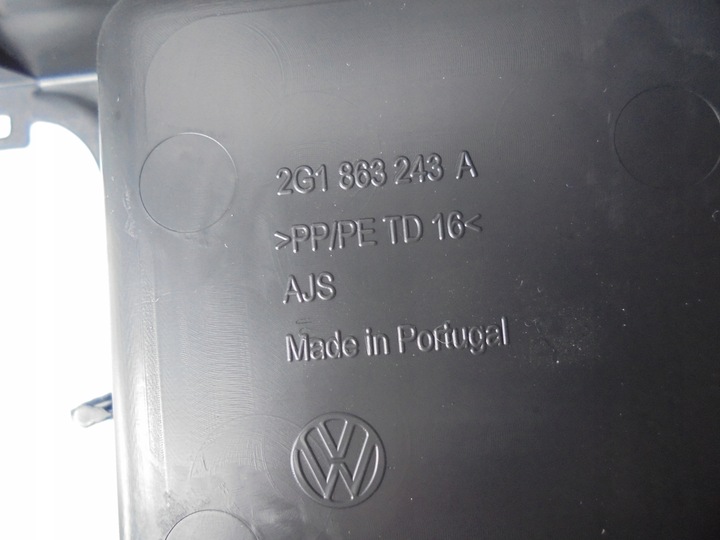 2G1 863 243 A
>PP/PE TD 16<
AJS
Made in Portugal